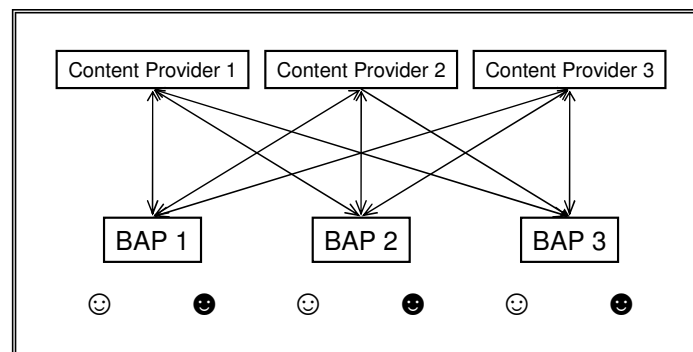 Content Provider 1 Content Provider 2 Content Provider 3
BAP 1 BAP 2 BAP 3